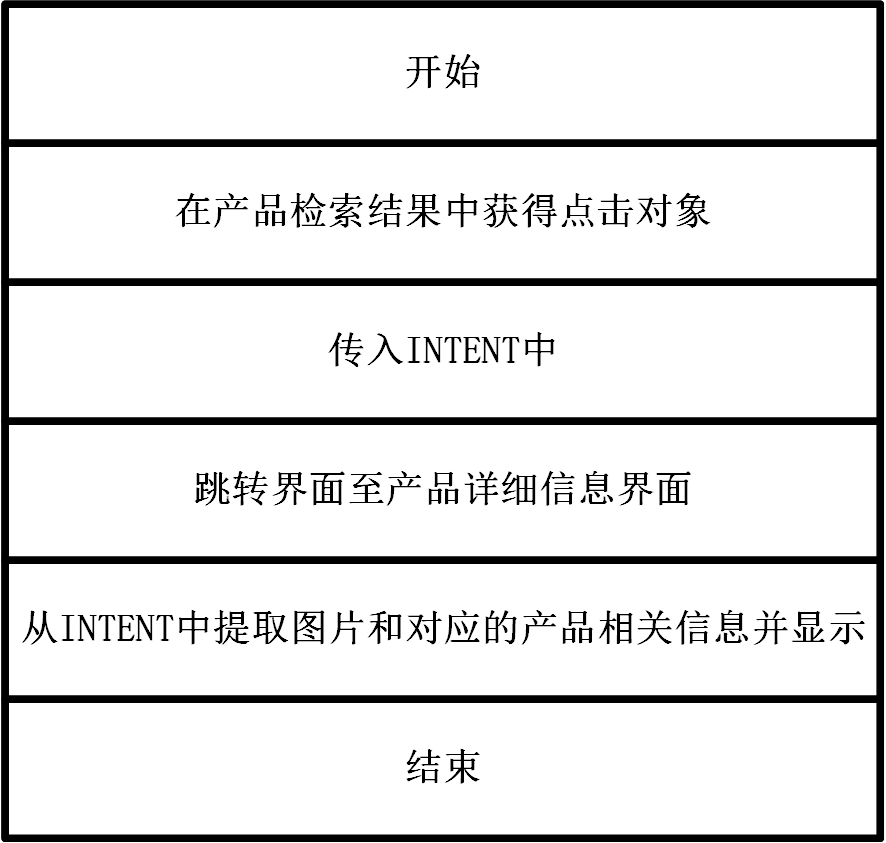 开始
在产品检索结果中获得点击对象
传入INTENT中
跳转界面至产品详细信息界面
从INTENT中提取图片和对应的产品相关信息并显示
结束